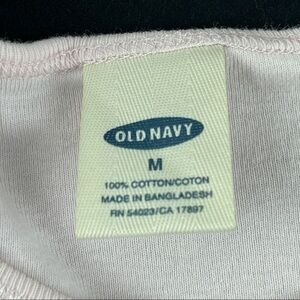 OLD NAVY
M
100% COTTON/COTON
MADE IN BANGLADESH
RN 54023/CA 17897